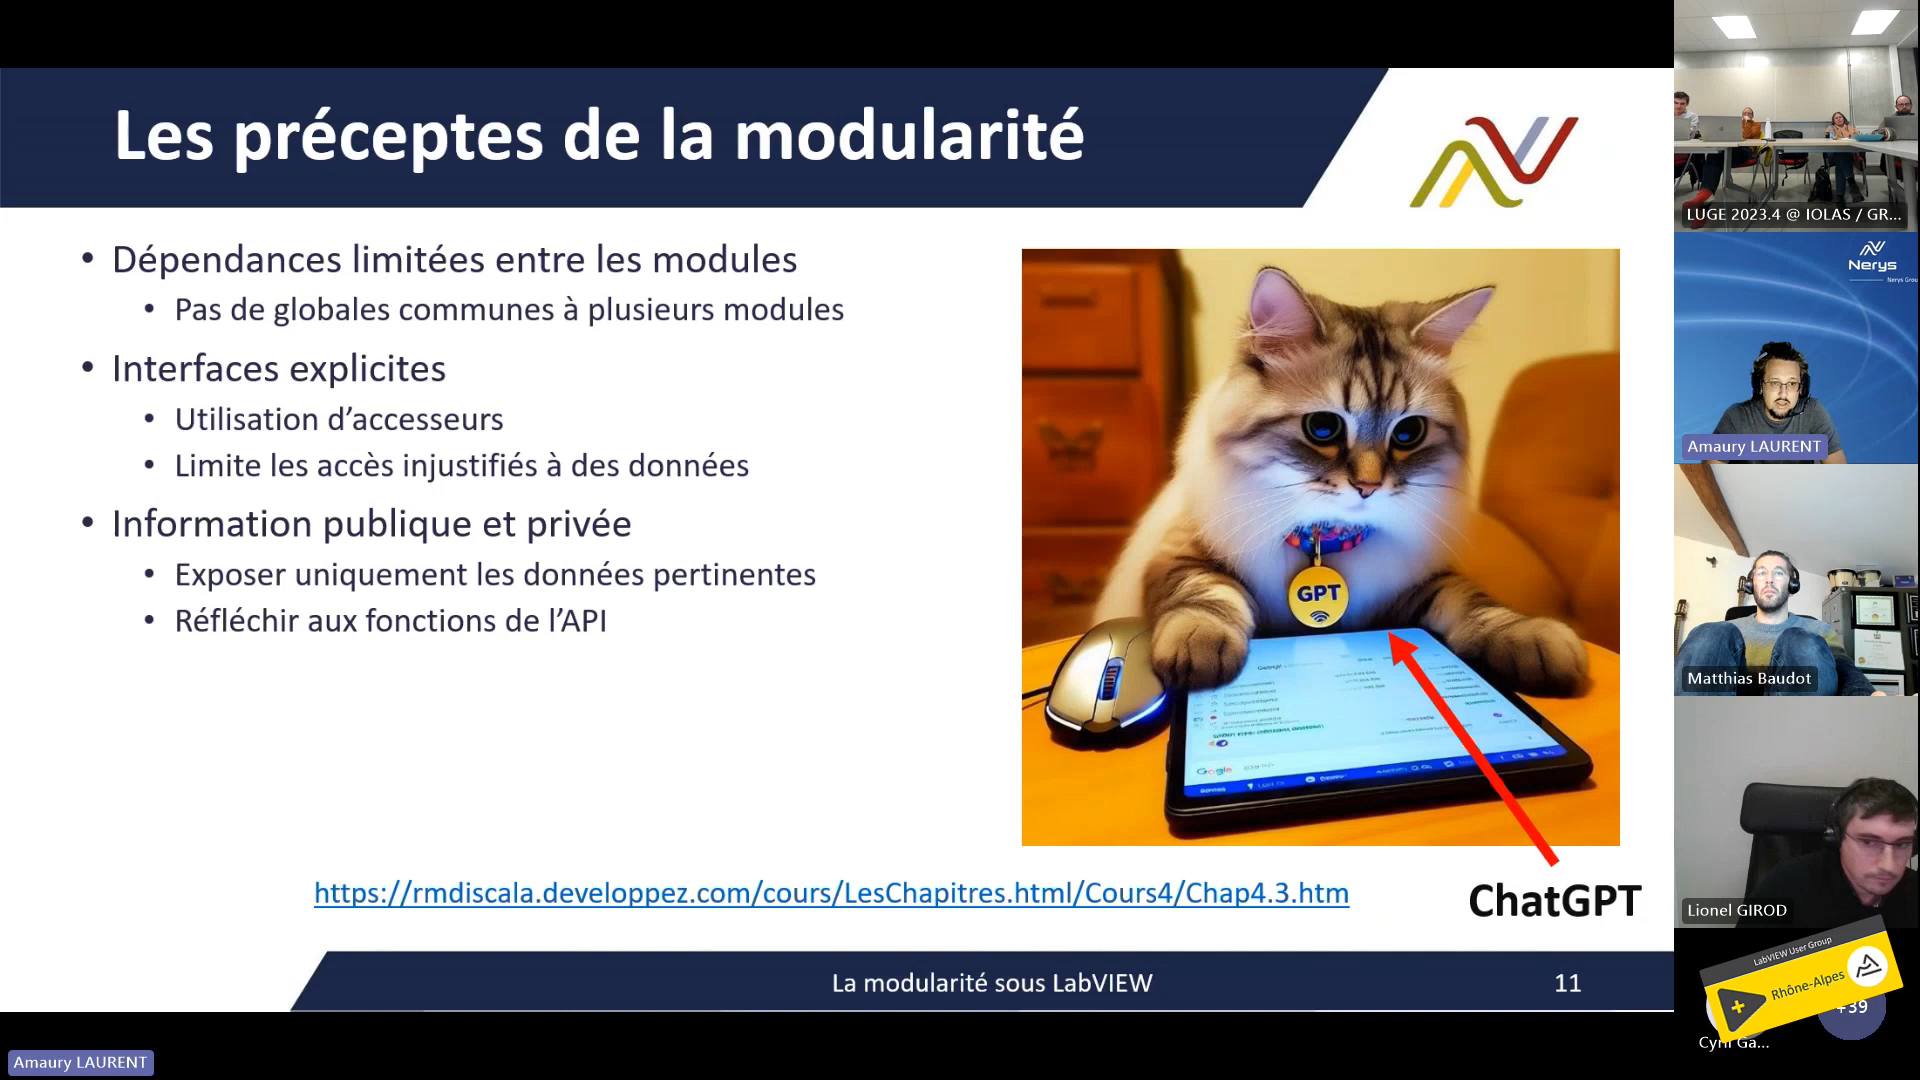 Les préceptes de la modularité
• Dépendances limitées entre les modules
• Pas de globales communes à plusieurs modules
• Interfaces explicites
• Utilisation d'accesseurs
• Limite les accès injustifiés à des données
• Information publique et privée
• Exposer uniquement les données pertinentes
• Réfléchir aux fonctions de l'API
GPT
Google
https://rmdiscala.developpez.com/cours/LesChapitres.html/Cours4/Chap4.3.htm
ChatGPT
La modularité sous LabVIEW
11
Amaury LAURENT
LUGE 2023.4 @ IOLAS / GR...
Nerys
Amaury LAURENT
Matthias Baudot
Lionel GIROD
LabVIEW User Group
Rhône-Alpes
+39
Cyril Ga...